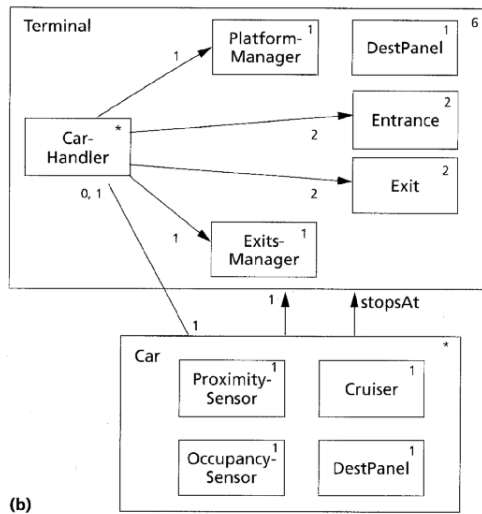 Terminal
6
Platform-
Manager
1
DestPanel
1
1
Car-
Handler
*
Entrance
2
2
Exit
2
2
0, 1
1
Exits-
Manager
1
1
stopsAt
1
Car
*
Proximity-
Sensor
1
Cruiser
1
Occupancy-
Sensor
1
DestPanel
1
(b)